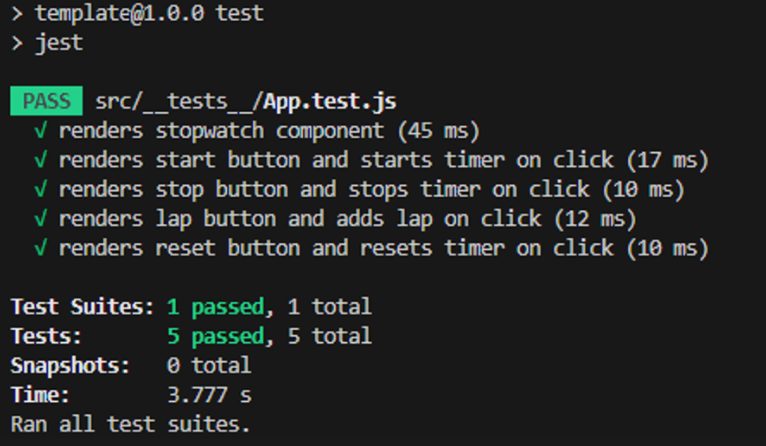 > template@1.0.0 test
> jest
PASS src/__tests__/App.test.js
√ renders stopwatch component (45 ms)
√ renders start button and starts timer on click (17 ms)
√ renders stop button and stops timer on click (10 ms)
√ renders lap button and adds lap on click (12 ms)
√ renders reset button and resets timer on click (10 ms)
Test Suites: 1 passed, 1 total
Tests: 5 passed, 5 total
Snapshots: 0 total
Time: 3.777 s
Ran all test suites.